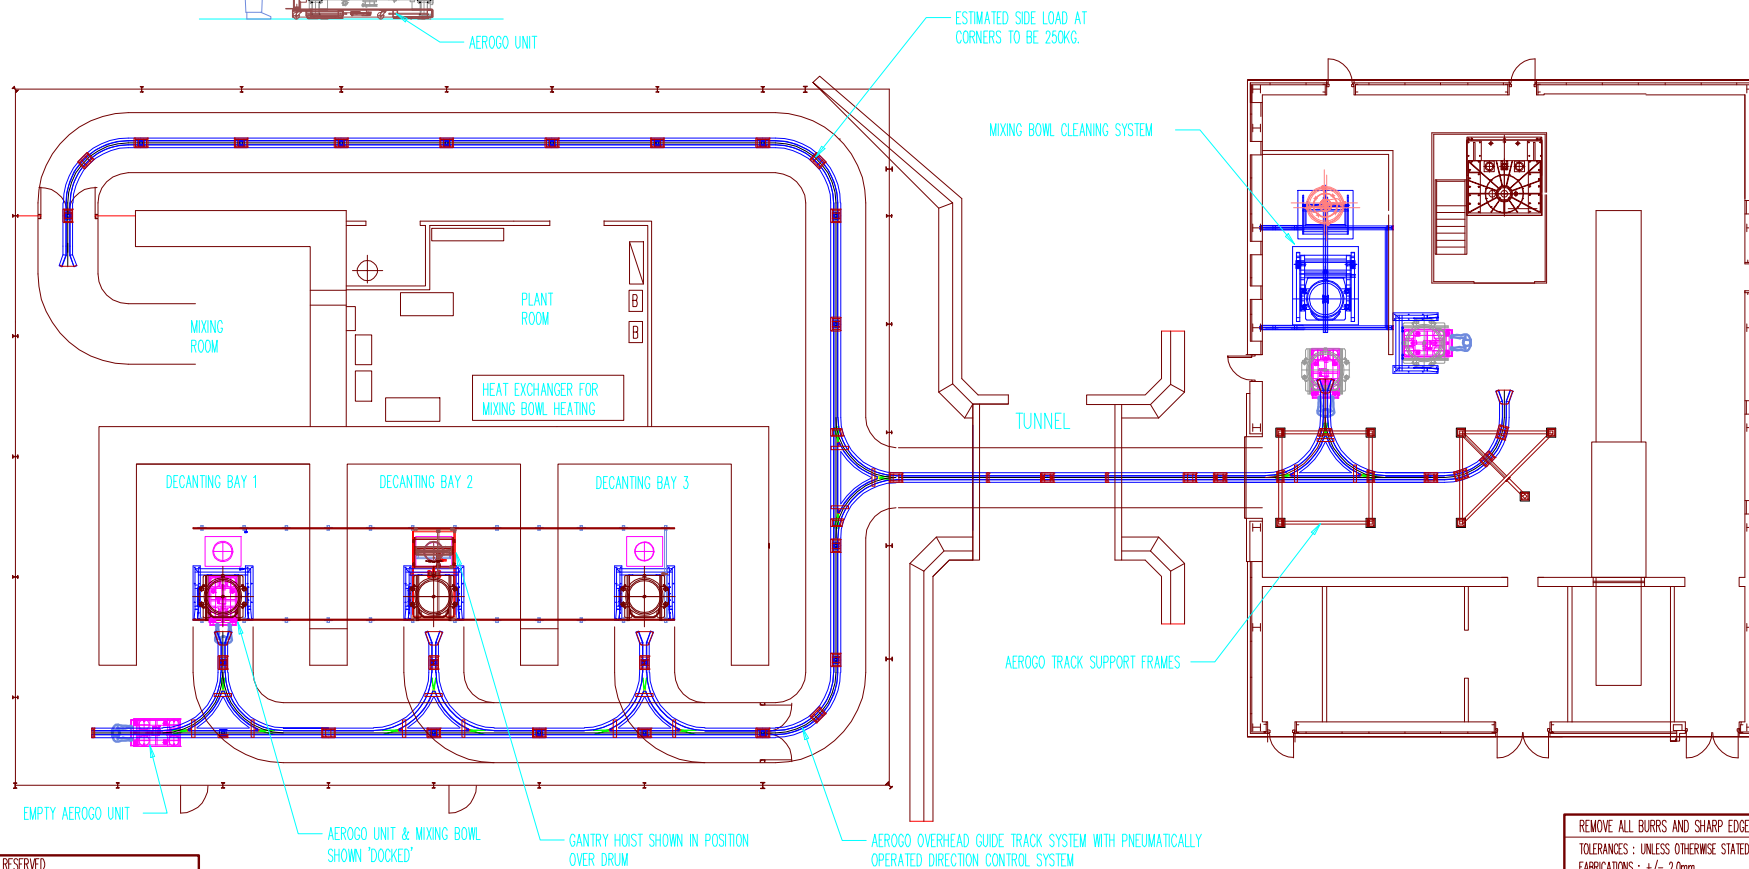 AEROGO UNIT
ESTIMATED SIDE LOAD AT
CORNERS TO BE 250KG.
MIXING BOWL CLEANING SYSTEM
MIXING
ROOM
PLANT
ROOM
B
B
HEAT EXCHANGER FOR
MIXING BOWL HEATING
TUNNEL
DECANTING BAY 1
DECANTING BAY 2
DECANTING BAY 3
AEROGO TRACK SUPPORT FRAMES
EMPTY AEROGO UNIT
AEROGO UNIT & MIXING BOWL
SHOWN 'DOCKED'
GANTRY HOIST SHOWN IN POSITION
OVER DRUM
AEROGO OVERHEAD GUIDE TRACK SYSTEM WITH PNEUMATICALLY
OPERATED DIRECTION CONTROL SYSTEM
RESERVED
REMOVE ALL BURRS AND SHARP EDGE
TOLERANCES : UNLESS OTHERWISE STATED
FABRICATIONS : +/- 2.0mm